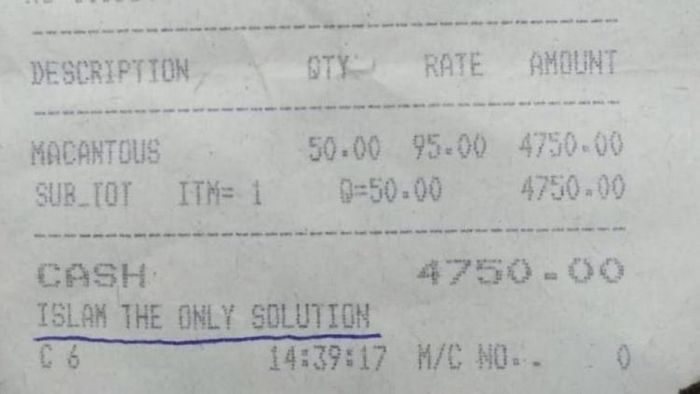 DESCRIPTION QTY RATE AMOUNT
MACANTOUS 50.00 95.00 4750.00
SUB_TOT ITM= 1 Q=50.00 4750.00
CASH 4750.00
ISLAM THE ONLY SOLUTION
C 6 14:39:17 M/C NO.. 0